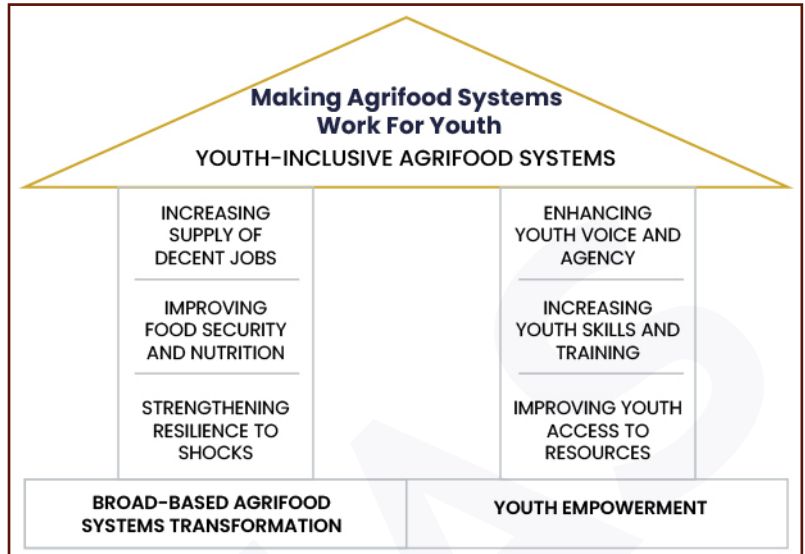 Making Agrifood Systems
Work For Youth
YOUTH-INCLUSIVE AGRIFOOD SYSTEMS
INCREASING
SUPPLY OF
DECENT JOBS
IMPROVING
FOOD SECURITY
AND NUTRITION
STRENGTHENING
RESILIENCE TO
SHOCKS
ENHANCING
YOUTH VOICE AND
AGENCY
INCREASING
YOUTH SKILLS AND
TRAINING
IMPROVING YOUTH
ACCESS TO
RESOURCES
BROAD-BASED AGRIFOOD
SYSTEMS TRANSFORMATION
YOUTH EMPOWERMENT